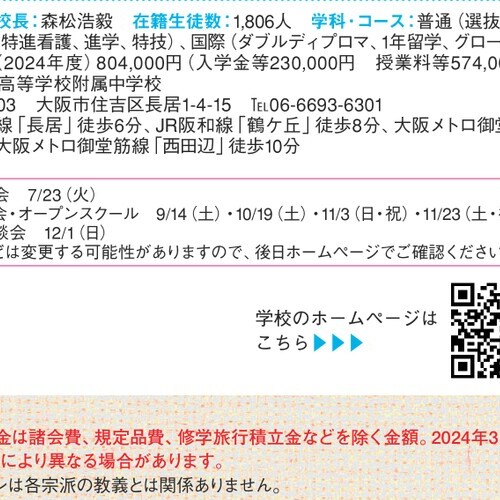 校長：森松浩毅　在籍生徒数：1,806人　学科・コース：普通（選抜
特進看護、進学、特技）、国際（ダブルディプロマ、1年留学、グロー
（2024年度）804,000円（入学金等230,000円　授業料等574,00
高等学校附属中学校
03　大阪市住吉区長居1-4-15　℡06-6693-6301
線「長居」徒歩6分、JR阪和線「鶴ケ丘」徒歩8分、大阪メトロ御堂
大阪メトロ御堂筋線「西田辺」徒歩10分
会　7/23（火）
会・オープンスクール　9/14（土）・10/19（土）・11/3（日・祝）・11/23（土・
談会　12/1（日）
どは変更する可能性がありますので、後日ホームページでご確認ください
学校のホームページは
こちら▶▶▶
金は諸会費、規定品費、修学旅行積立金などを除く金額。2024年3
により異なる場合があります。
ンは各宗派の教義とは関係ありません。